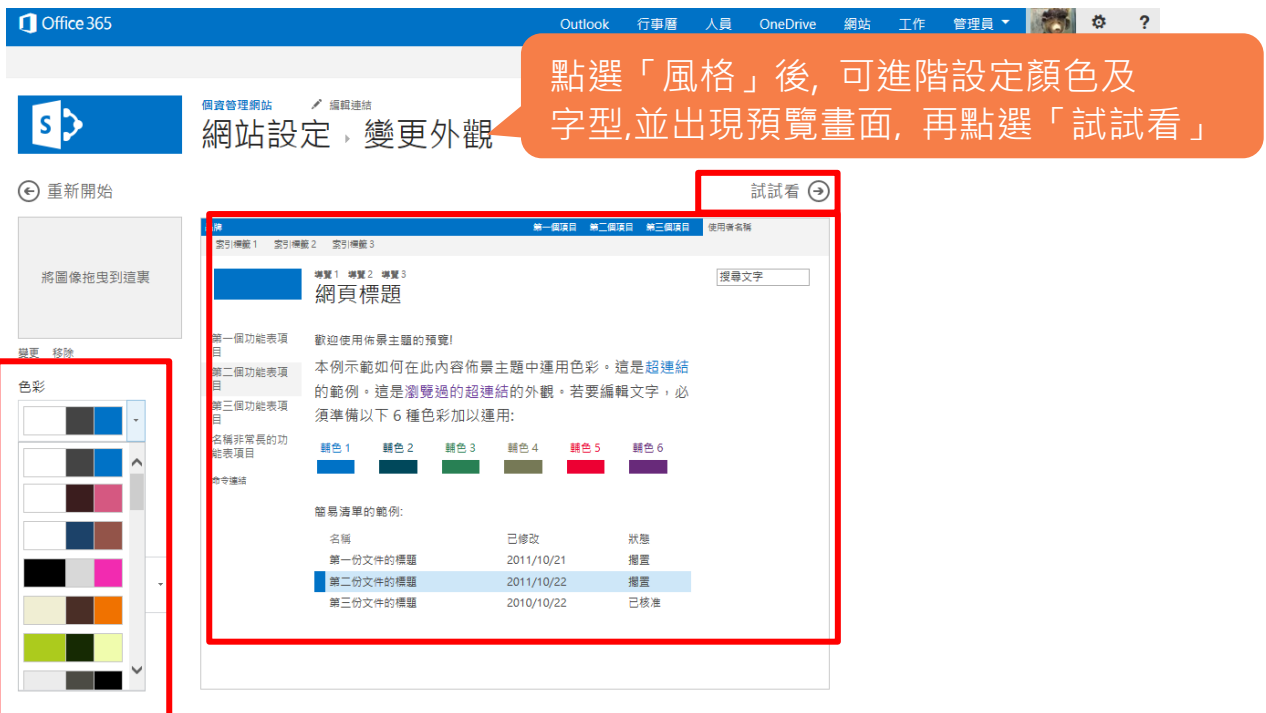 Office 365
Outlook 行事曆 人員 OneDrive 網站 工作 管理員 ?
點選「風格」後, 可進階設定顏色及
字型,並出現預覽畫面, 再點選「試試看」
S
個資管理網站 編輯連結
網站設定 變更外觀
重新開始
試試看
將圖像拖曳到這裏
變更 移除
色彩
第一個項目 第二個項目 第三個項目 使用者名稱
索引標籤 1 索引標籤 2 索引標籤 3
導覽 1 導覽 2 導覽 3
網頁標題
搜尋文字
第一個功能表項
目
第二個功能表項
目
第三個功能表項
目
名稱非常長的功
能表項目
命令連結
歡迎使用佈景主題的預覽!
本例示範如何在此內容佈景主題中運用色彩。這是超連結
的範例。這是瀏覽過的超連結的外觀。若要編輯文字，必
須準備以下 6 種色彩加以運用:
輔色 1 輔色 2 輔色 3 輔色 4 輔色 5 輔色 6
簡易清單的範例:
名稱 已修改 狀態
第一份文件的標題 2011/10/21 擱置
第二份文件的標題 2011/10/22 擱置
第三份文件的標題 2010/10/22 已核准